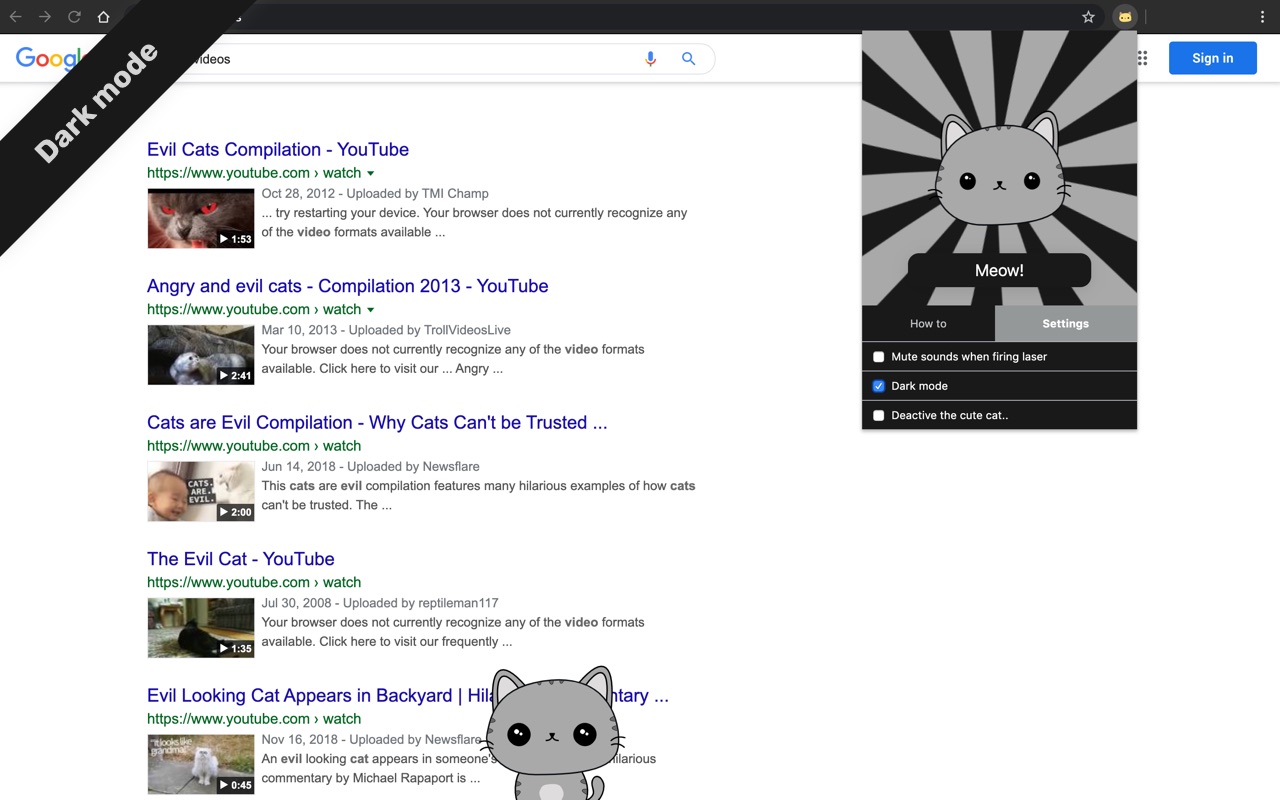 Dark mode
Google
videos
Sign in
Evil Cats Compilation - YouTube
https://www.youtube.com › watch
Oct 28, 2012 - Uploaded by TMI Champ
... try restarting your device. Your browser does not currently recognize any
of the video formats available ...
1:53
Angry and evil cats - Compilation 2013 - YouTube
https://www.youtube.com › watch
Mar 10, 2013 - Uploaded by TrollVideosLive
Your browser does not currently recognize any of the video formats
available. Click here to visit our ... Angry ...
2:41
Cats are Evil Compilation - Why Cats Can't be Trusted ...
https://www.youtube.com › watch
Jun 14, 2018 - Uploaded by Newsflare
This cats are evil compilation features many hilarious examples of how cats
can't be trusted. The ...
CATS.
ARE.
EVIL.
2:00
The Evil Cat - YouTube
https://www.youtube.com › watch
Jul 30, 2008 - Uploaded by reptileman117
Your browser does not currently recognize any of the video formats
available. Click here to visit our frequently ...
1:35
Evil Looking Cat Appears in Backyard | Hila ntary ...
https://www.youtube.com › watch
Nov 16, 2018 - Uploaded by Newsflare
An evil looking cat appears in someone's hilarious
commentary by Michael Rapaport is ...
"it looks like
grandma"
0:45
Meow!
How to
Settings
Mute sounds when firing laser
Dark mode
Deactive the cute cat..